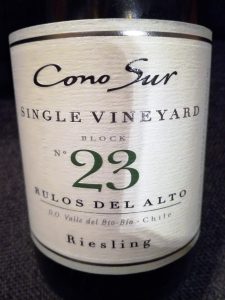 Cono Sur
SINGLE VINEYARD
BLOCK
Nº 23
RULOS DEL ALTO
D.O. Valle del Bío-Bío - Chile
Riesling